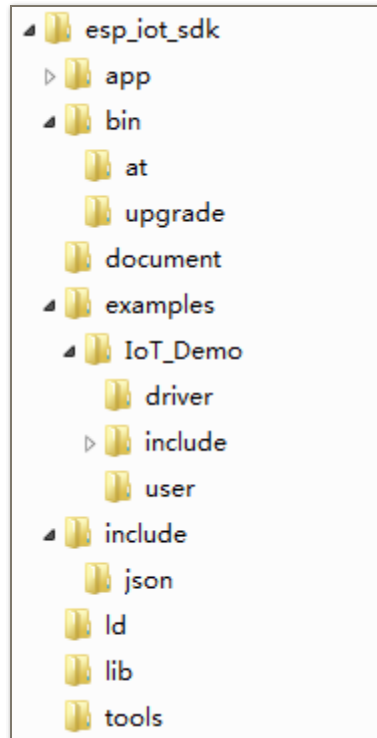 esp_iot_sdk
app
bin
at
upgrade
document
examples
IoT_Demo
driver
include
user
include
json
ld
lib
tools